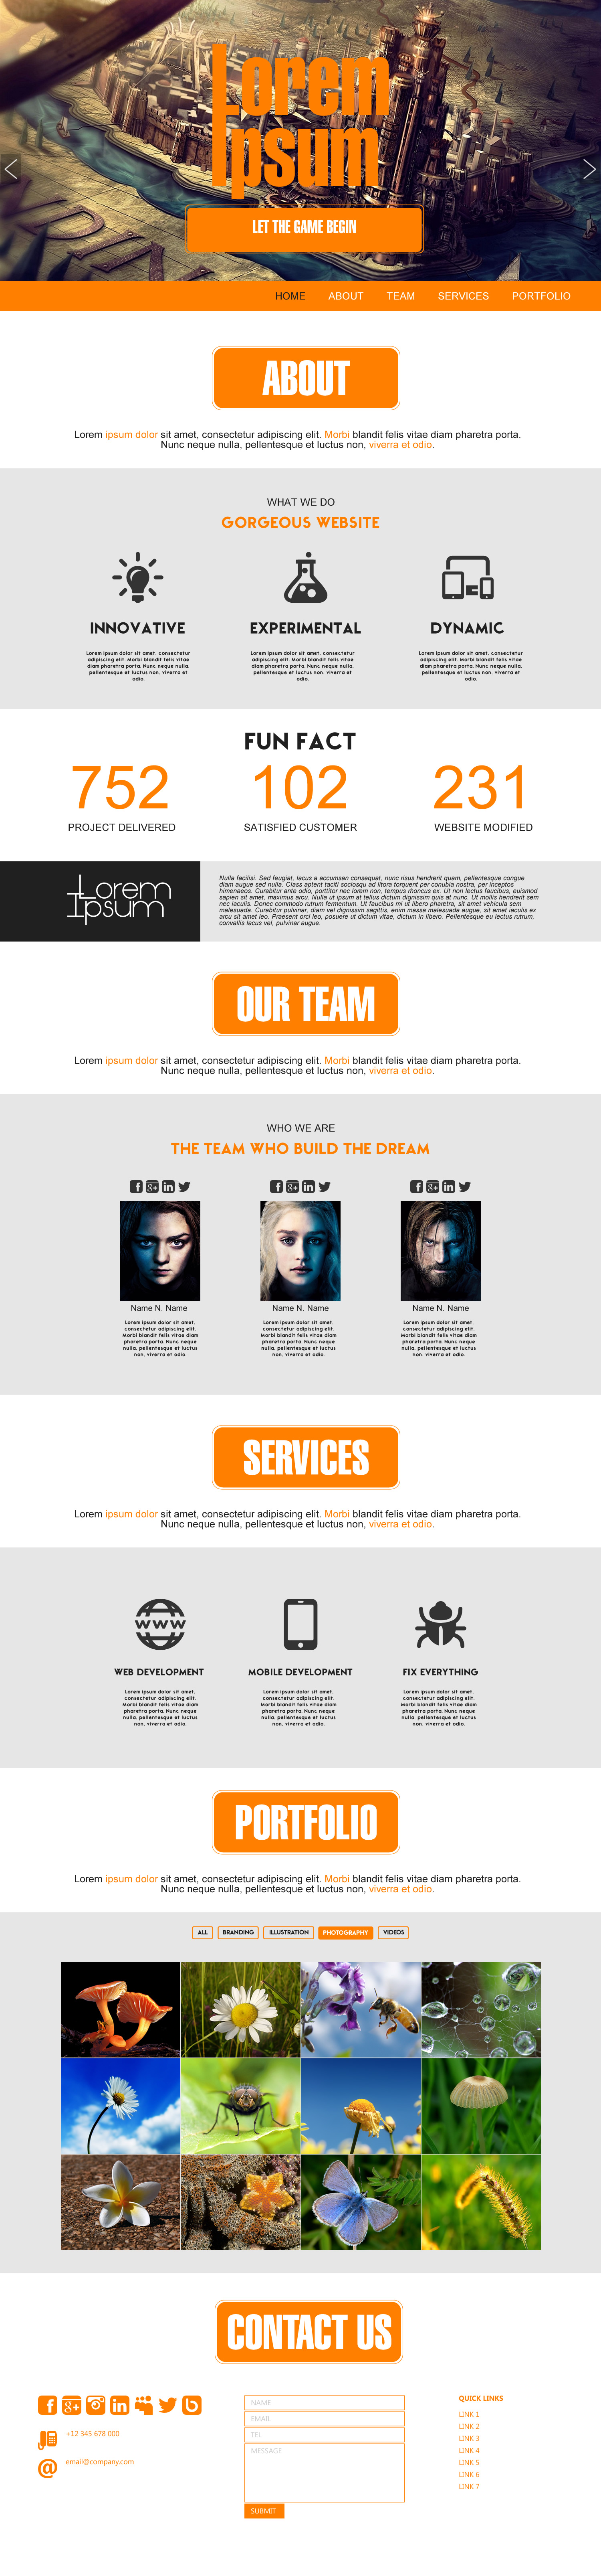 Lorem
Ipsum
LET THE GAME BEGIN
HOME ABOUT TEAM SERVICES PORTFOLIO
ABOUT
Lorem ipsum dolor sit amet, consectetur adipiscing elit. Morbi blandit felis vitae diam pharetra porta.
Nunc neque nulla, pellentesque et luctus non, viverra et odio.
WHAT WE DO
GORGEOUS WEBSITE
INNOVATIVE
Lorem ipsum dolor sit amet, consectetur
adipiscing elit. Morbi blandit felis vitae
diam pharetra porta. Nunc neque nulla,
pellentesque et luctus non, viverra et
odio.
EXPERIMENTAL
Lorem ipsum dolor sit amet, consectetur
adipiscing elit. Morbi blandit felis vitae
diam pharetra porta. Nunc neque nulla,
pellentesque et luctus non, viverra et
odio.
DYNAMIC
Lorem ipsum dolor sit amet, consectetur
adipiscing elit. Morbi blandit felis vitae
diam pharetra porta. Nunc neque nulla,
pellentesque et luctus non, viverra et
odio.
FUN FACT
752 102 231
PROJECT DELIVERED SATISFIED CUSTOMER WEBSITE MODIFIED
Lorem
Ipsum
Nulla facilisi. Sed feugiat, lacus a accumsan consequat, nunc risus hendrerit quam, pellentesque congue
diam augue sed nulla. Class aptent taciti sociosqu ad litora torquent per conubia nostra, per inceptos
himenaeos. Curabitur ante odio, porttitor nec lorem non, tempus rhoncus ex. Ut non lectus faucibus, euismod
sapien sit amet, maximus arcu. Nulla ut ipsum at tellus dictum dignissim quis at nunc. Ut mollis hendrerit sem
nec iaculis. Donec commodo rutrum fermentum. Ut faucibus mi ut libero pharetra, sit amet vehicula sem
malesuada. Curabitur pulvinar, diam vel dignissim sagittis, enim massa malesuada augue, sit amet iaculis ex
arcu sit amet leo. Praesent orci leo, posuere ut dictum vitae, dictum in libero. Pellentesque eu lectus rutrum,
convallis lacus vel, pulvinar augue.
OUR TEAM
Lorem ipsum dolor sit amet, consectetur adipiscing elit. Morbi blandit felis vitae diam pharetra porta.
Nunc neque nulla, pellentesque et luctus non, viverra et odio.
WHO WE ARE
THE TEAM WHO BUILD THE DREAM
Name N. Name
Lorem ipsum dolor sit amet,
consectetur adipiscing elit.
Morbi blandit felis vitae diam
pharetra porta. Nunc neque
nulla, pellentesque et luctus
non, viverra et odio.
Name N. Name
Lorem ipsum dolor sit amet,
consectetur adipiscing elit.
Morbi blandit felis vitae diam
pharetra porta. Nunc neque
nulla, pellentesque et luctus
non, viverra et odio.
Name N. Name
Lorem ipsum dolor sit amet,
consectetur adipiscing elit.
Morbi blandit felis vitae diam
pharetra porta. Nunc neque
nulla, pellentesque et luctus
non, viverra et odio.
SERVICES
Lorem ipsum dolor sit amet, consectetur adipiscing elit. Morbi blandit felis vitae diam pharetra porta.
Nunc neque nulla, pellentesque et luctus non, viverra et odio.
WWW
WEB DEVELOPMENT
Lorem ipsum dolor sit amet,
consectetur adipiscing elit.
Morbi blandit felis vitae diam
pharetra porta. Nunc neque
nulla, pellentesque et luctus
non, viverra et odio.
MOBILE DEVELOPMENT
Lorem ipsum dolor sit amet,
consectetur adipiscing elit.
Morbi blandit felis vitae diam
pharetra porta. Nunc neque
nulla, pellentesque et luctus
non, viverra et odio.
FIX EVERYTHING
Lorem ipsum dolor sit amet,
consectetur adipiscing elit.
Morbi blandit felis vitae diam
pharetra porta. Nunc neque
nulla, pellentesque et luctus
non, viverra et odio.
PORTFOLIO
Lorem ipsum dolor sit amet, consectetur adipiscing elit. Morbi blandit felis vitae diam pharetra porta.
Nunc neque nulla, pellentesque et luctus non, viverra et odio.
ALL BRANDING ILLUSTRATION PHOTOGRAPHY VIDEOS
CONTACT US
+12 345 678 000
email@company.com
NAME
EMAIL
TEL
MESSAGE
SUBMIT
QUICK LINKS
LINK 1
LINK 2
LINK 3
LINK 4
LINK 5
LINK 6
LINK 7